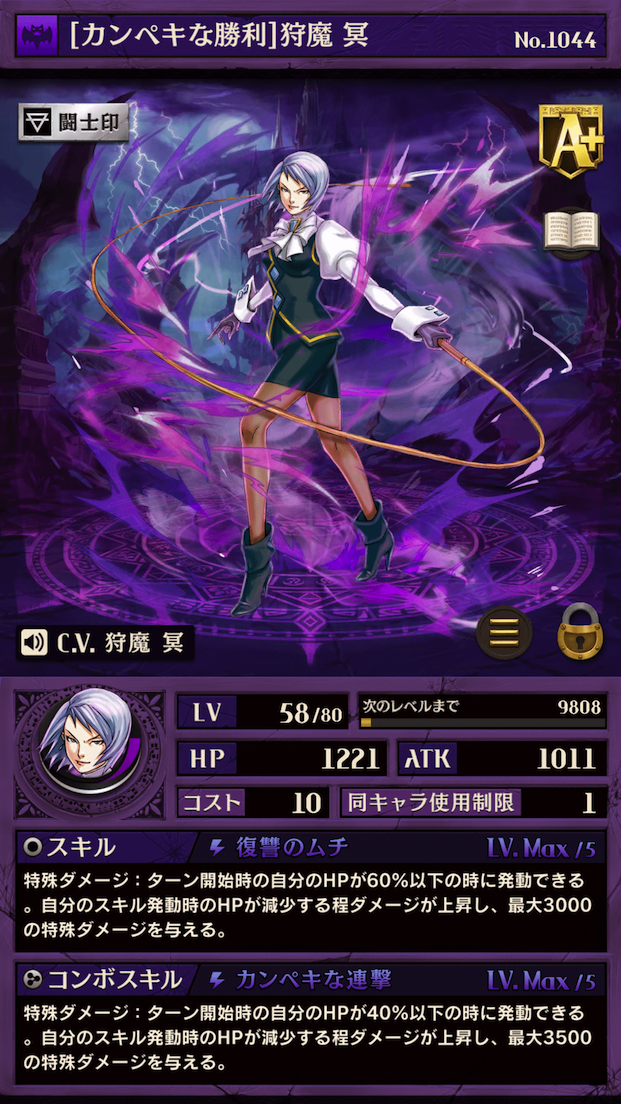 [カンペキな勝利]狩魔 冥
No.1044
闘士印
A+
C.V. 狩魔 冥
LV 58/80 次のレベルまで 9808
HP 1221 ATK 1011
コスト 10 同キャラ使用制限 1
スキル 復讐のムチ LV.Max /5
特殊ダメージ：ターン開始時の自分のHPが60%以下の時に発動できる
。自分のスキル発動時のHPが減少する程ダメージが上昇し、最大3000
の特殊ダメージを与える。
コンボスキル カンペキな連撃 LV.Max /5
特殊ダメージ：ターン開始時の自分のHPが40%以下の時に発動できる
。自分のスキル発動時のHPが減少する程ダメージが上昇し、最大3500
の特殊ダメージを与える。